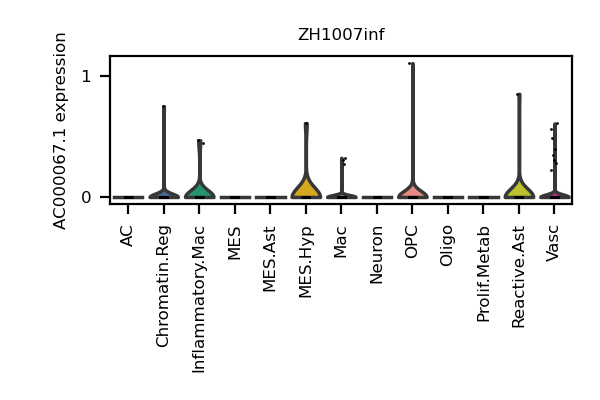 ZH1007inf
AC000067.1 expression
1
0
AC
Chromatin.Reg
Inflammatory.Mac
MES
MES.Ast
MES.Hyp
Mac
Neuron
OPC
Oligo
Prolif.Metab
Reactive.Ast
Vasc